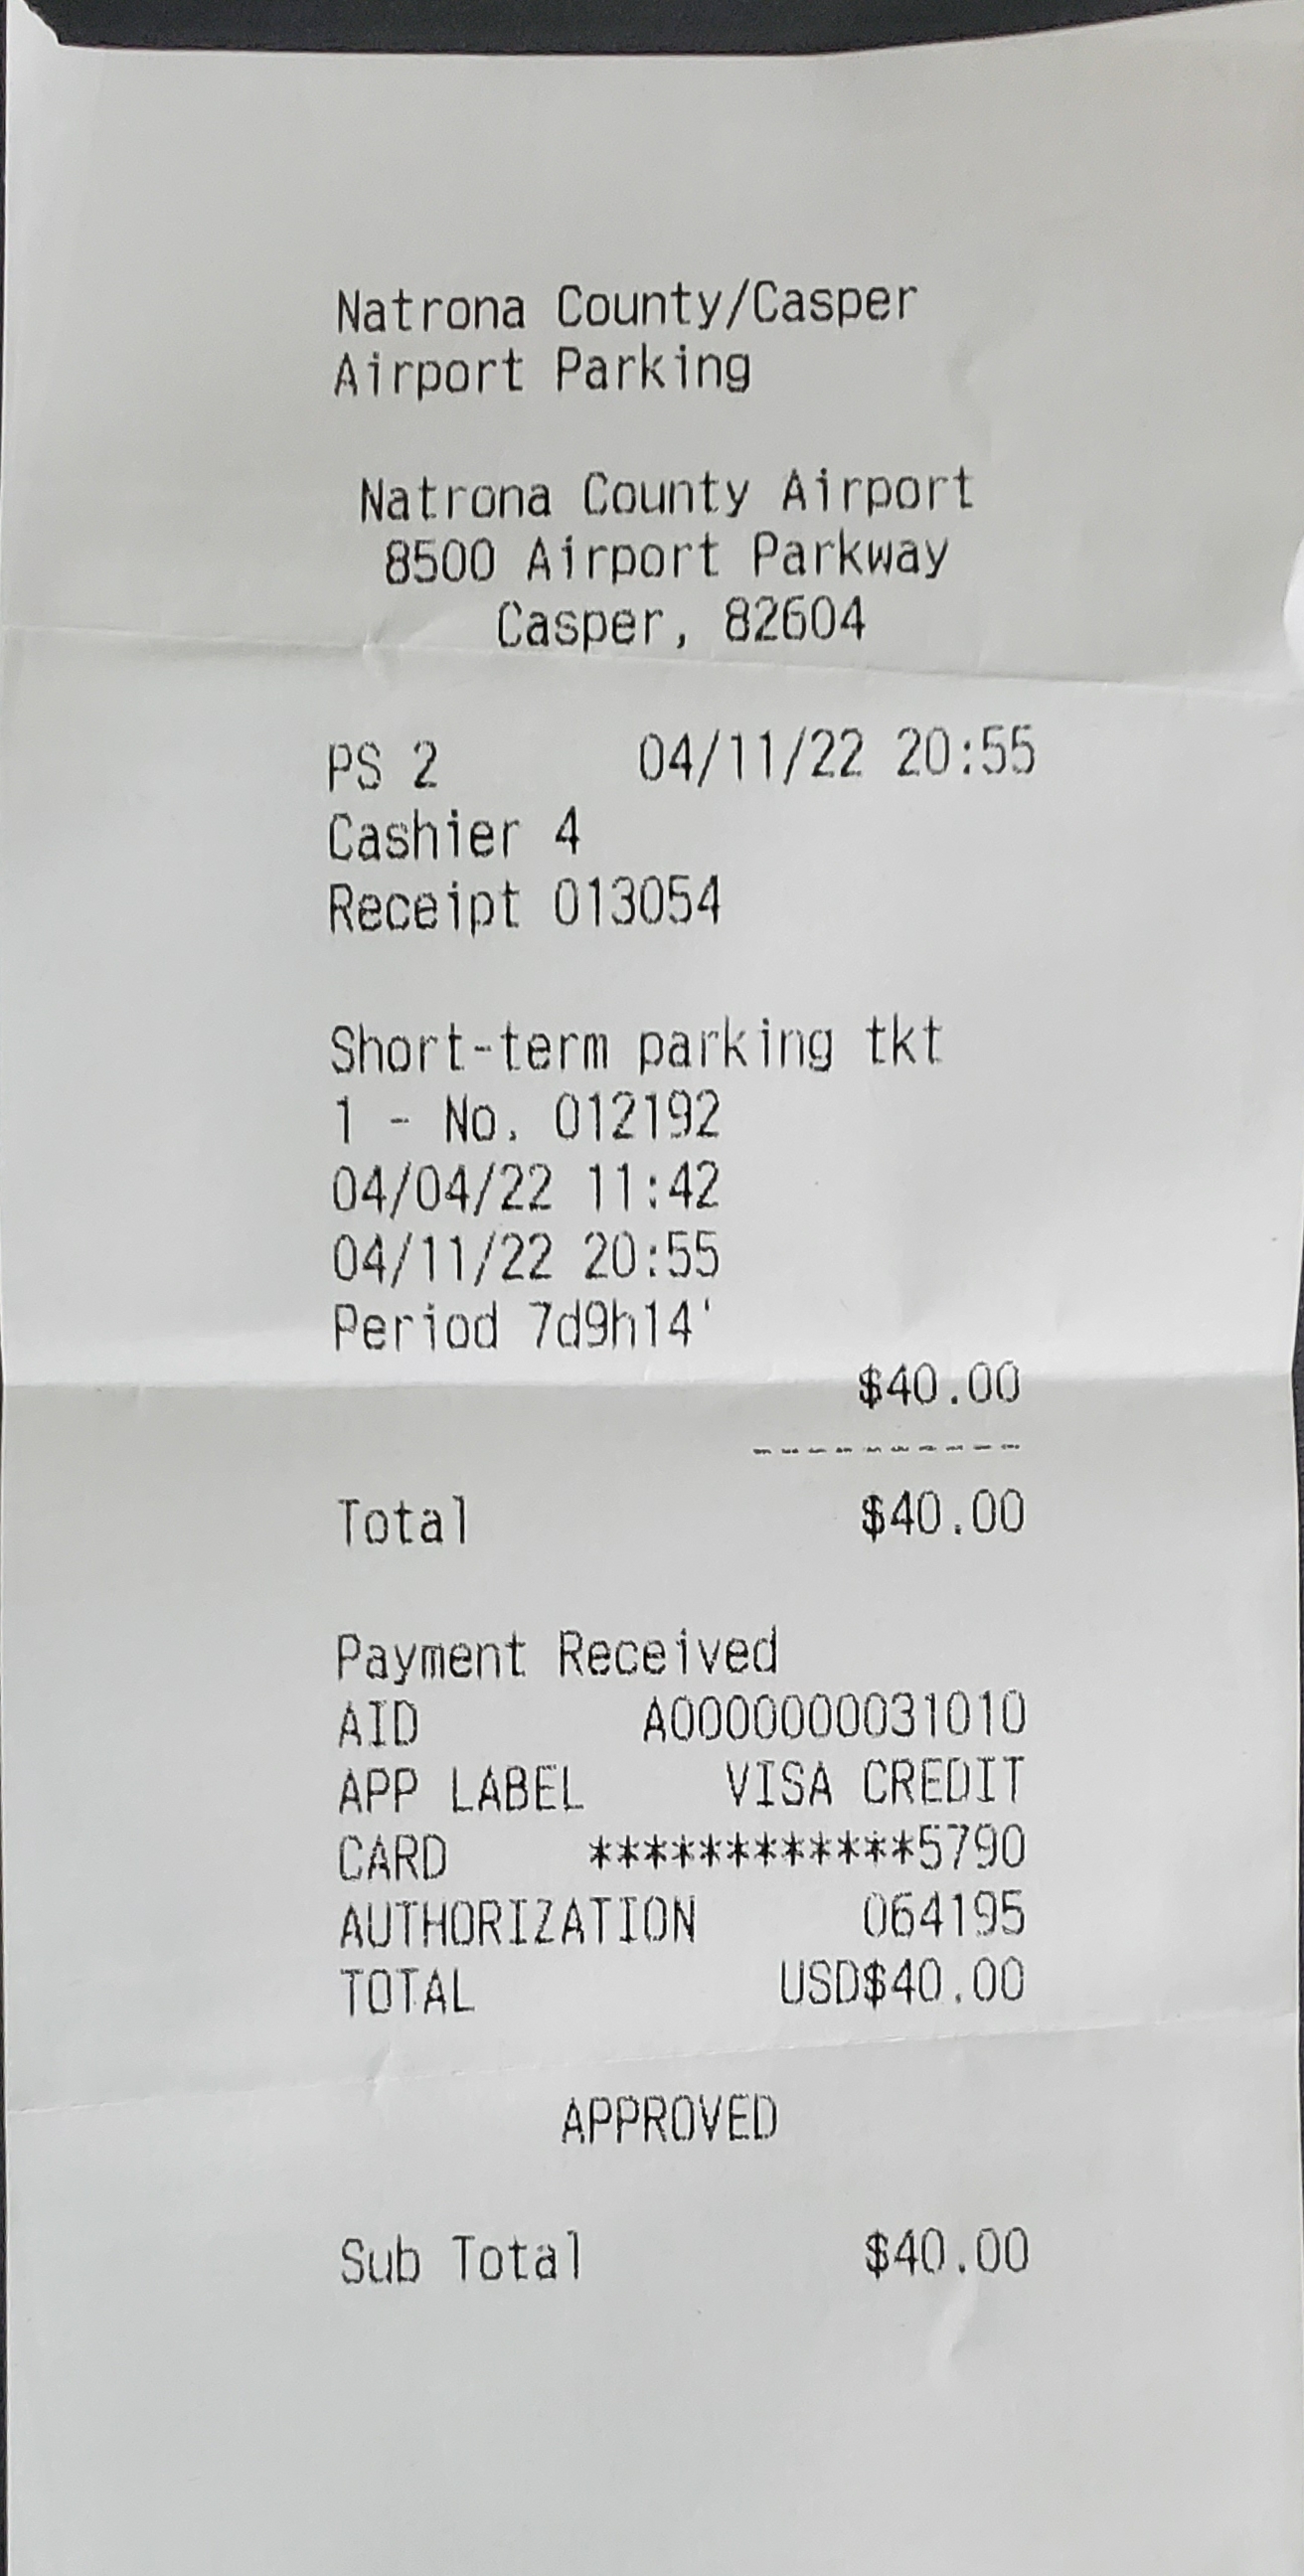 Natrona County/Casper
Airport Parking
Natrona County Airport
8500 Airport Parkway
Casper, 82604
PS 2 04/11/22 20:55
Cashier 4
Receipt 013054
Short-term parking tkt
1 - No. 012192
04/04/22 11:42
04/11/22 20:55
Period 7d9h14'
$40.00
----------
Total $40.00
Payment Received
AID A0000000031010
APP LABEL VISA CREDIT
CARD ************5790
AUTHORIZATION 064195
TOTAL USD$40.00
APPROVED
Sub Total $40.00